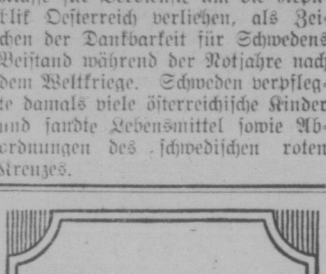 blik Oesterreich verliehen, als Zei-
chen der Dankbarkeit für Schwedens
Beistand während der Notjahre nach
dem Weltkriege. Schweden verpfleg-
te damals viele österreichische Kinder
und sandte Lebensmittel sowie Ab-
ordnungen des schwedischen roten
Kreuzes.